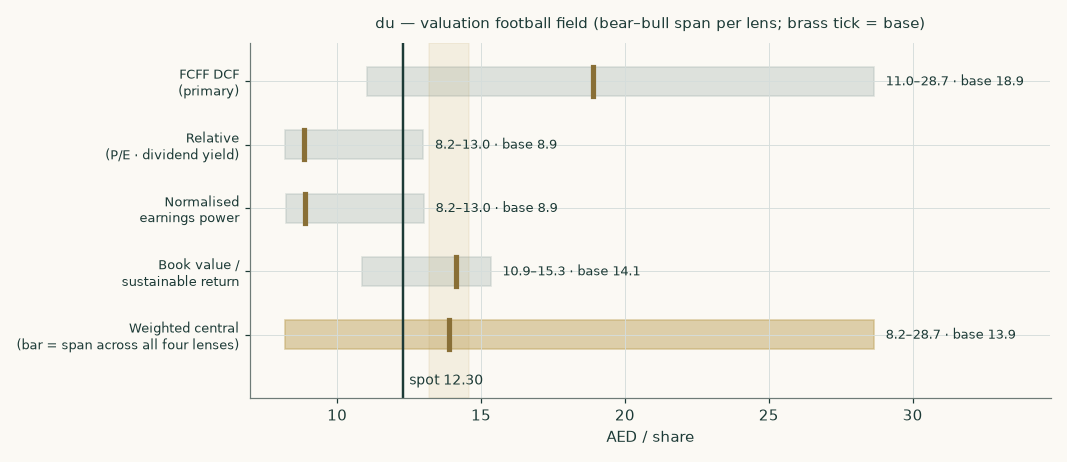 du — valuation football field (bear–bull span per lens; brass tick = base)
FCFF DCF
(primary)
11.0–28.7 · base 18.9
Relative
(P/E · dividend yield)
8.2–13.0 · base 8.9
Normalised
earnings power
8.2–13.0 · base 8.9
Book value /
sustainable return
10.9–15.3 · base 14.1
Weighted central
(bar = span across all four lenses)
8.2–28.7 · base 13.9
spot 12.30
10 15 20 25 30
AED / share